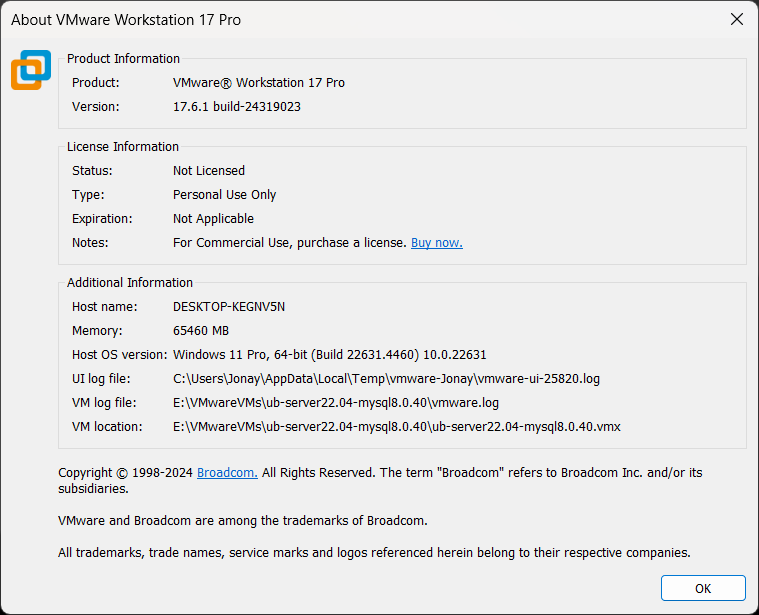 About VMware Workstation 17 Pro
Product Information
Product: VMware® Workstation 17 Pro
Version: 17.6.1 build-24319023
License Information
Status: Not Licensed
Type: Personal Use Only
Expiration: Not Applicable
Notes: For Commercial Use, purchase a license. Buy now.
Additional Information
Host name: DESKTOP-KEGNV5N
Memory: 65460 MB
Host OS version: Windows 11 Pro, 64-bit (Build 22631.4460) 10.0.22631
UI log file: C:\Users\Jonay\AppData\Local\Temp\vmware-Jonay\vmware-ui-25820.log
VM log file: E:\VMwareVMs\ub-server22.04-mysql8.0.40\vmware.log
VM location: E:\VMwareVMs\ub-server22.04-mysql8.0.40\ub-server22.04-mysql8.0.40.vmx
Copyright © 1998-2024 Broadcom. All Rights Reserved. The term "Broadcom" refers to Broadcom Inc. and/or its
subsidiaries.
VMware and Broadcom are among the trademarks of Broadcom.
All trademarks, trade names, service marks and logos referenced herein belong to their respective companies.
OK